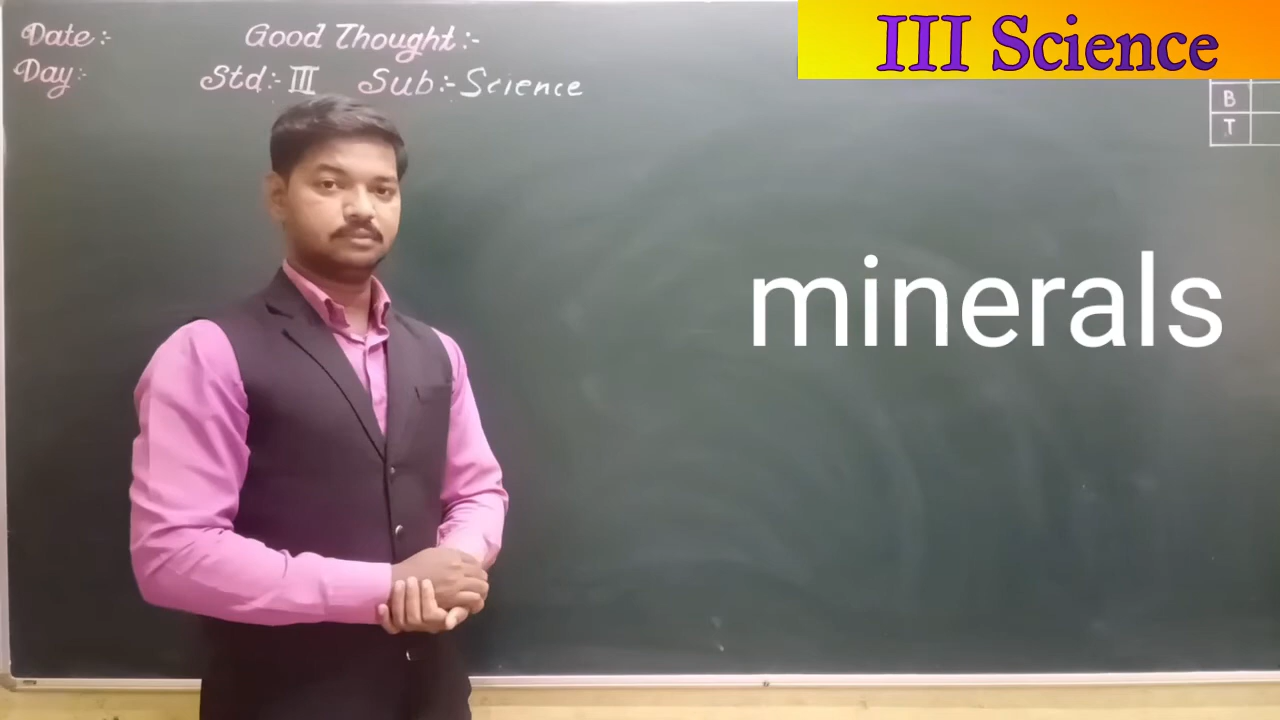 Date:-
Good Thought:-
III Science
Day:-
Std:- III Sub:- Science
B
T
minerals